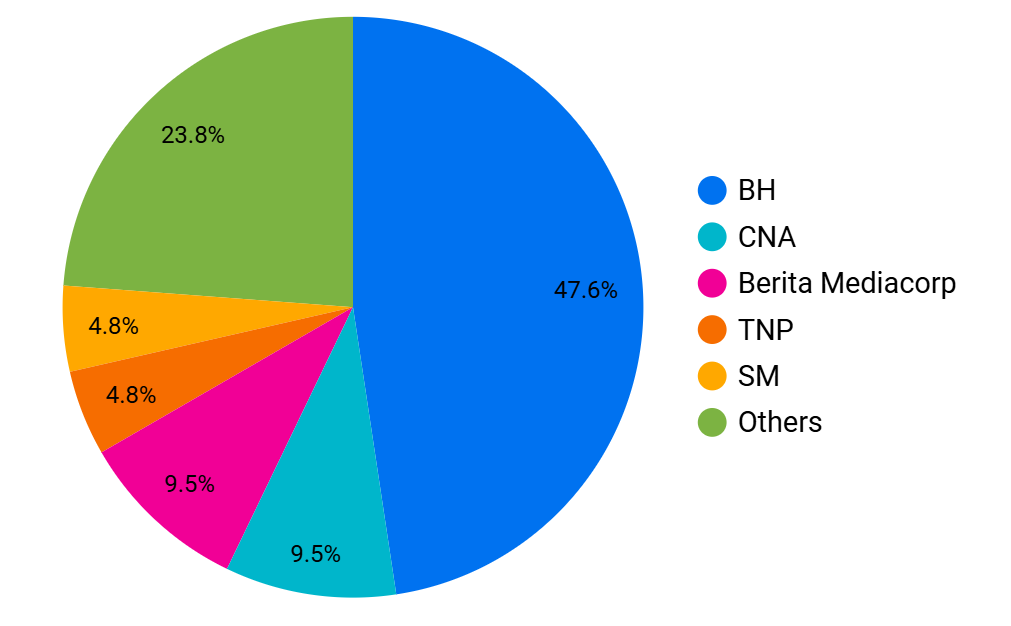 23.8%
47.6%
4.8%
4.8%
9.5%
9.5%
BH
CNA
Berita Mediacorp
TNP
SM
Others